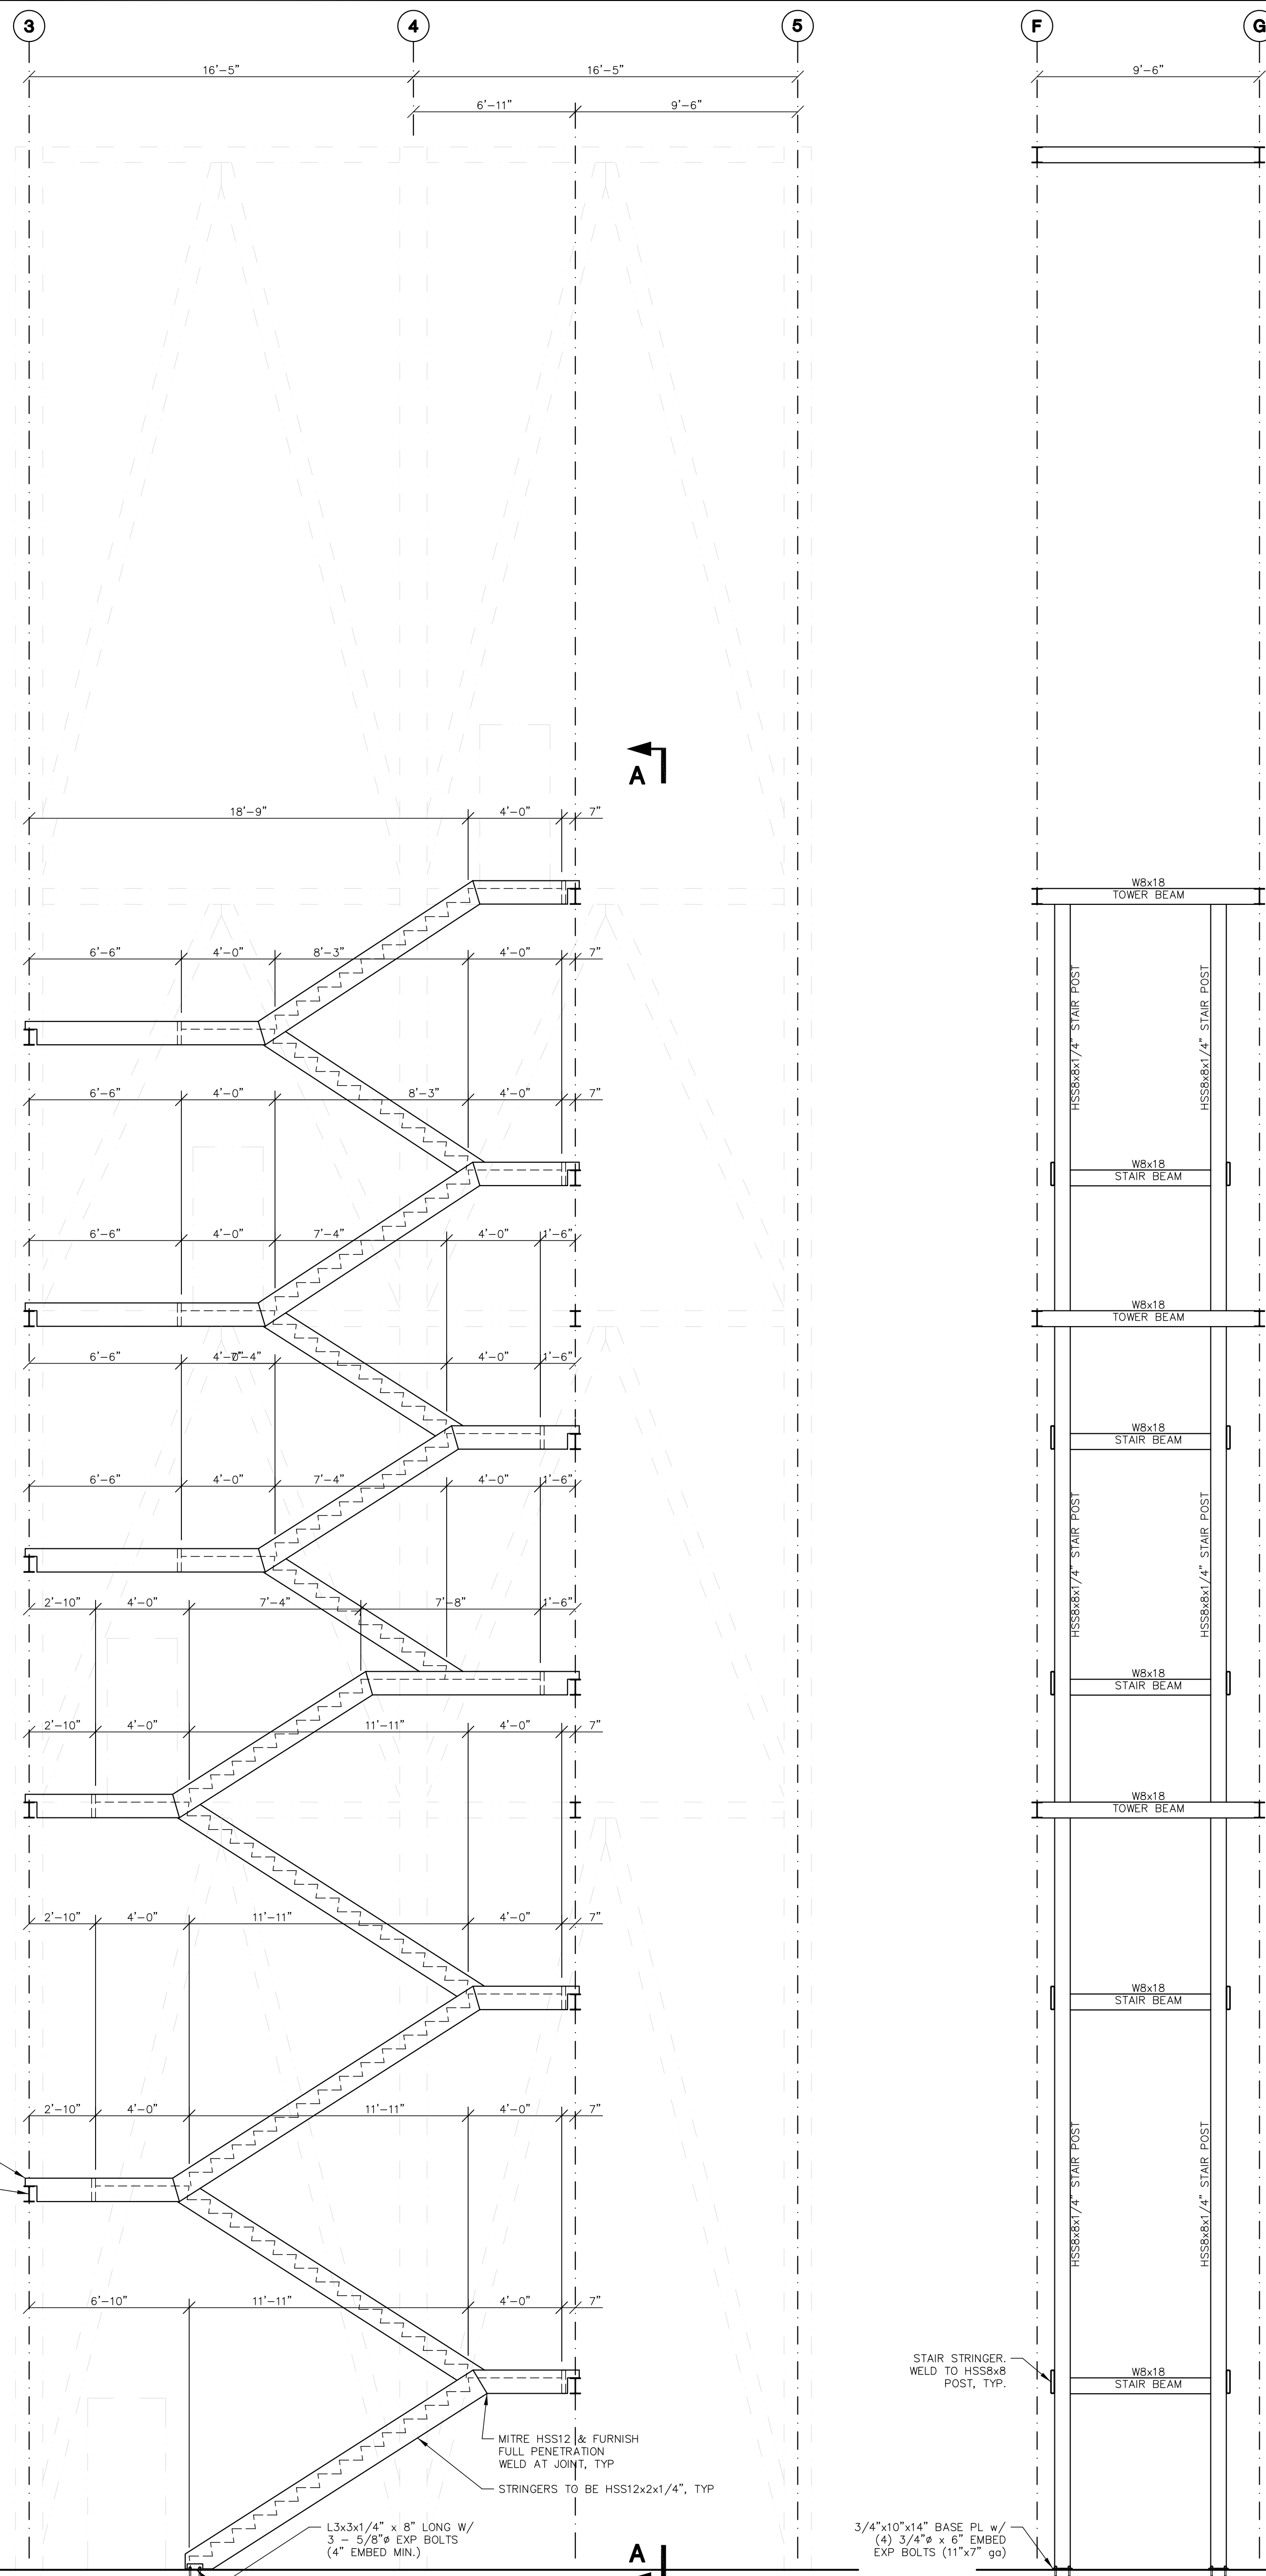 3
4
5
F
G
16'-5"
16'-5"
9'-6"
6'-11"
9'-6"
A
18'-9"
4'-0"
7"
W8x18
TOWER BEAM
6'-6"
4'-0"
8'-3"
4'-0"
7"
HSS8x8x1/4" STAIR POST
HSS8x8x1/4" STAIR POST
6'-6"
4'-0"
8'-3"
4'-0"
7"
W8x18
STAIR BEAM
6'-6"
4'-0"
7'-4"
4'-0"
1'-6"
W8x18
TOWER BEAM
6'-6"
4'-0"
7'-4"
4'-0"
1'-6"
W8x18
STAIR BEAM
6'-6"
4'-0"
7'-4"
4'-0"
1'-6"
HSS8x8x1/4" STAIR POST
HSS8x8x1/4" STAIR POST
2'-10"
4'-0"
7'-4"
7'-8"
1'-6"
W8x18
STAIR BEAM
2'-10"
4'-0"
11'-11"
4'-0"
7"
W8x18
TOWER BEAM
2'-10"
4'-0"
11'-11"
4'-0"
7"
W8x18
STAIR BEAM
2'-10"
4'-0"
11'-11"
4'-0"
7"
HSS8x8x1/4" STAIR POST
HSS8x8x1/4" STAIR POST
6'-10"
11'-11"
4'-0"
7"
STAIR STRINGER.
WELD TO HSS8x8
POST, TYP.
W8x18
STAIR BEAM
MITRE HSS12 & FURNISH
FULL PENETRATION
WELD AT JOINT, TYP
STRINGERS TO BE HSS12x2x1/4", TYP
L3x3x1/4" x 8" LONG W/
3 - 5/8"ø EXP BOLTS
(4" EMBED MIN.)
A
3/4"x10"x14" BASE PL w/
(4) 3/4"ø x 6" EMBED
EXP BOLTS (11"x7" ga)